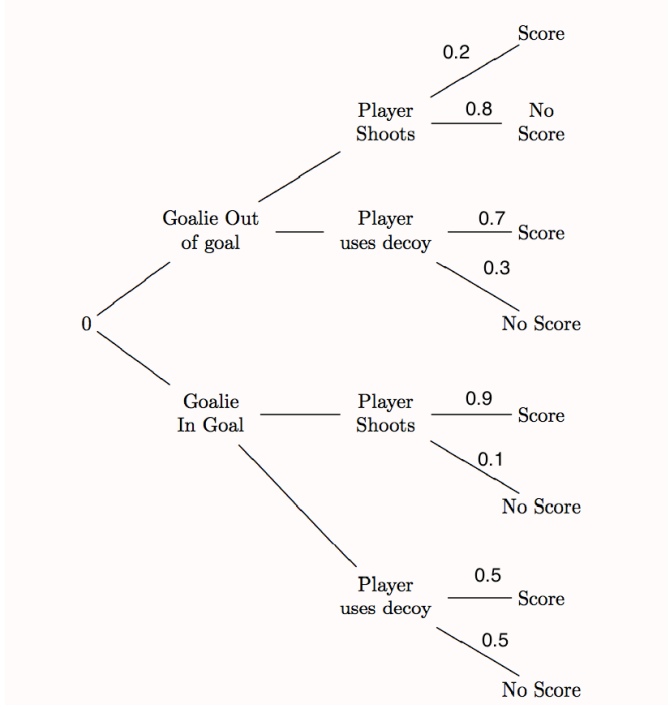 Score
0.2
Player
Shoots
0.8
No
Score
Goalie Out
of goal
Player
uses decoy
0.7
Score
0.3
No Score
0
Goalie
In Goal
Player
Shoots
0.9
Score
0.1
No Score
Player
uses decoy
0.5
Score
0.5
No Score